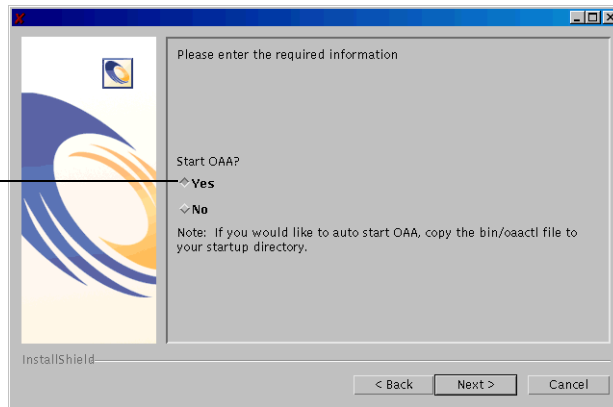 Please enter the required information
Start OAA?
Yes
No
Note: If you would like to auto start OAA, copy the bin/oaactl file to
your startup directory.
InstallShield
< Back
Next >
Cancel